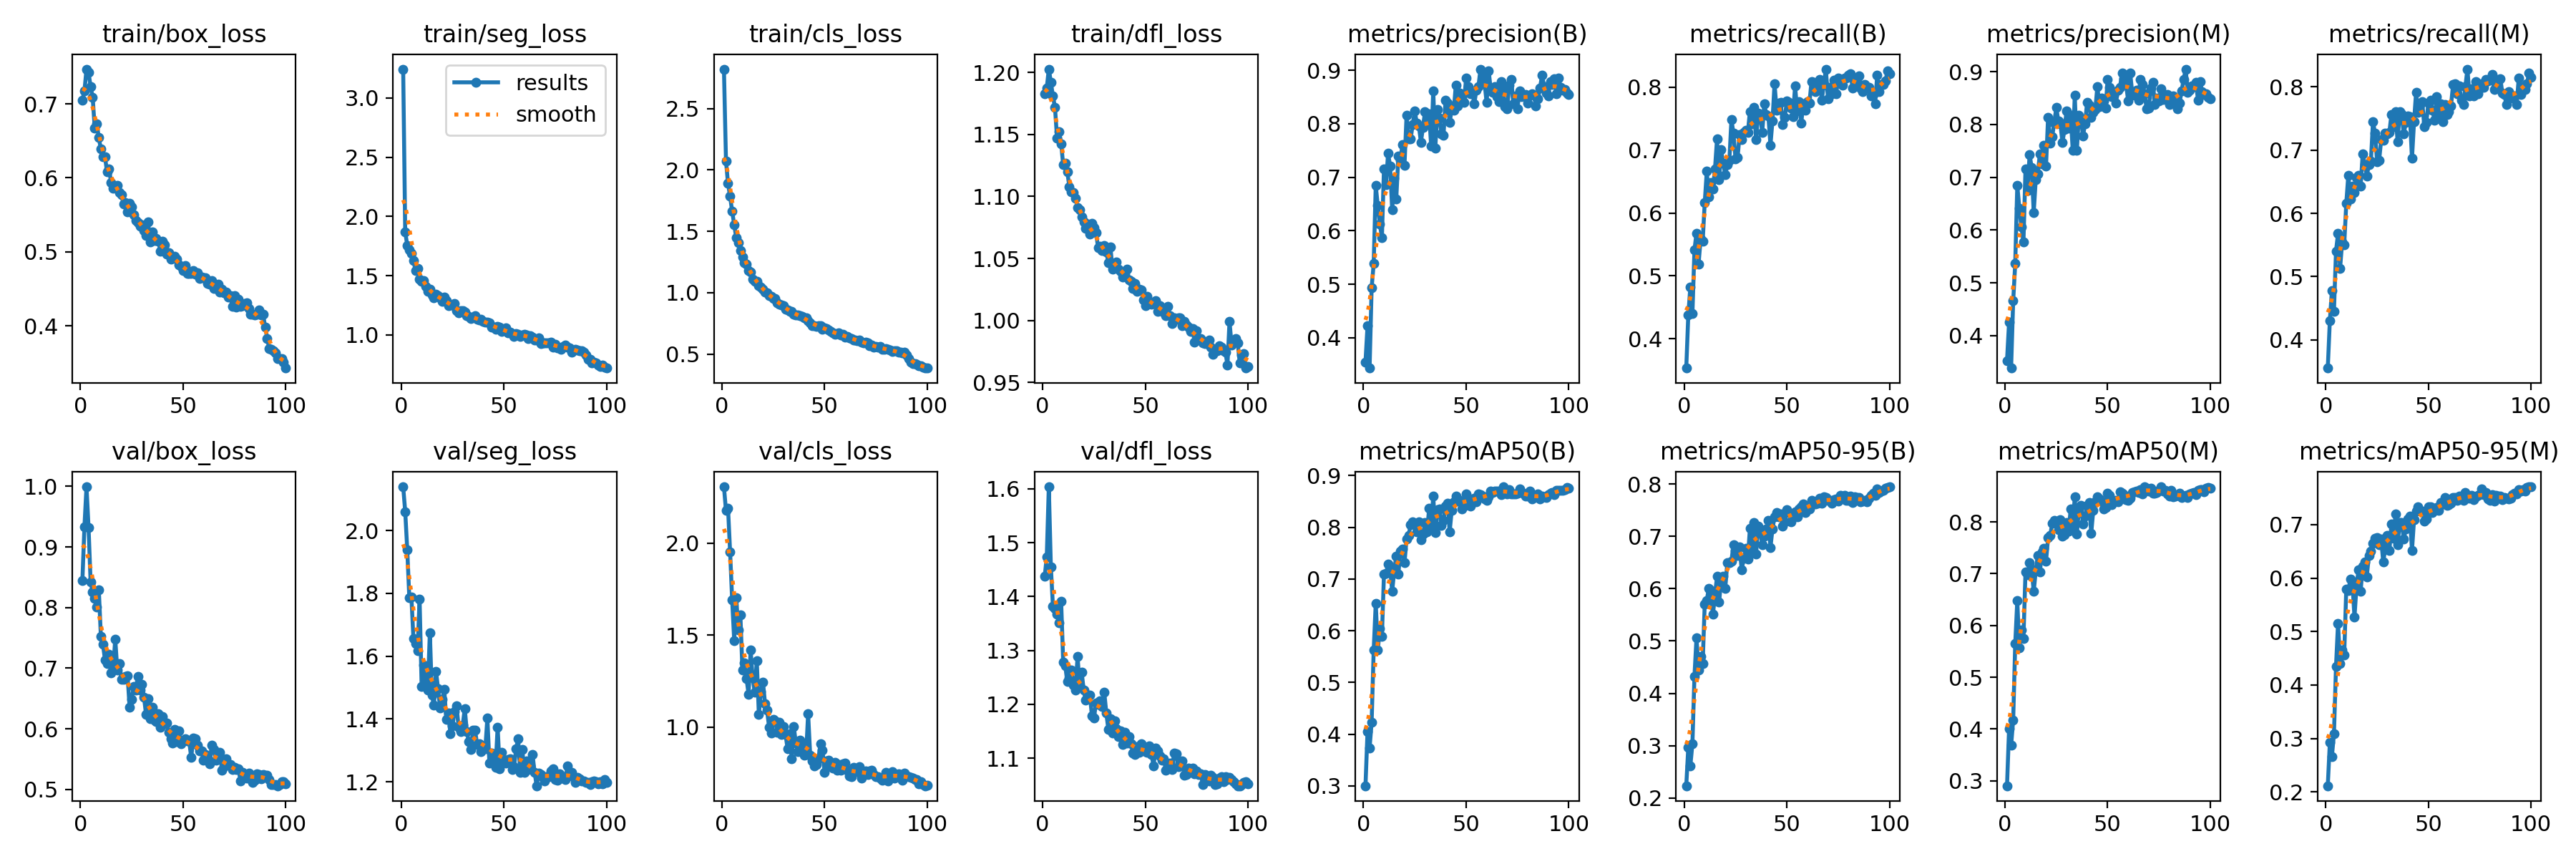 train/box_loss
0.7
0.6
0.5
0.4
0 50 100
train/seg_loss
results
smooth
3.0
2.5
2.0
1.5
1.0
0 50 100
train/cls_loss
2.5
2.0
1.5
1.0
0.5
0 50 100
train/dfl_loss
1.20
1.15
1.10
1.05
1.00
0.95
0 50 100
metrics/precision(B)
0.9
0.8
0.7
0.6
0.5
0.4
0 50 100
metrics/recall(B)
0.8
0.7
0.6
0.5
0.4
0 50 100
metrics/precision(M)
0.9
0.8
0.7
0.6
0.5
0.4
0 50 100
metrics/recall(M)
0.8
0.7
0.6
0.5
0.4
0 50 100
val/box_loss
1.0
0.9
0.8
0.7
0.6
0.5
0 50 100
val/seg_loss
2.0
1.8
1.6
1.4
1.2
0 50 100
val/cls_loss
2.0
1.5
1.0
0 50 100
val/dfl_loss
1.6
1.5
1.4
1.3
1.2
1.1
0 50 100
metrics/mAP50(B)
0.9
0.8
0.7
0.6
0.5
0.4
0.3
0 50 100
metrics/mAP50-95(B)
0.8
0.7
0.6
0.5
0.4
0.3
0.2
0 50 100
metrics/mAP50(M)
0.8
0.7
0.6
0.5
0.4
0.3
0 50 100
metrics/mAP50-95(M)
0.7
0.6
0.5
0.4
0.3
0.2
0 50 100